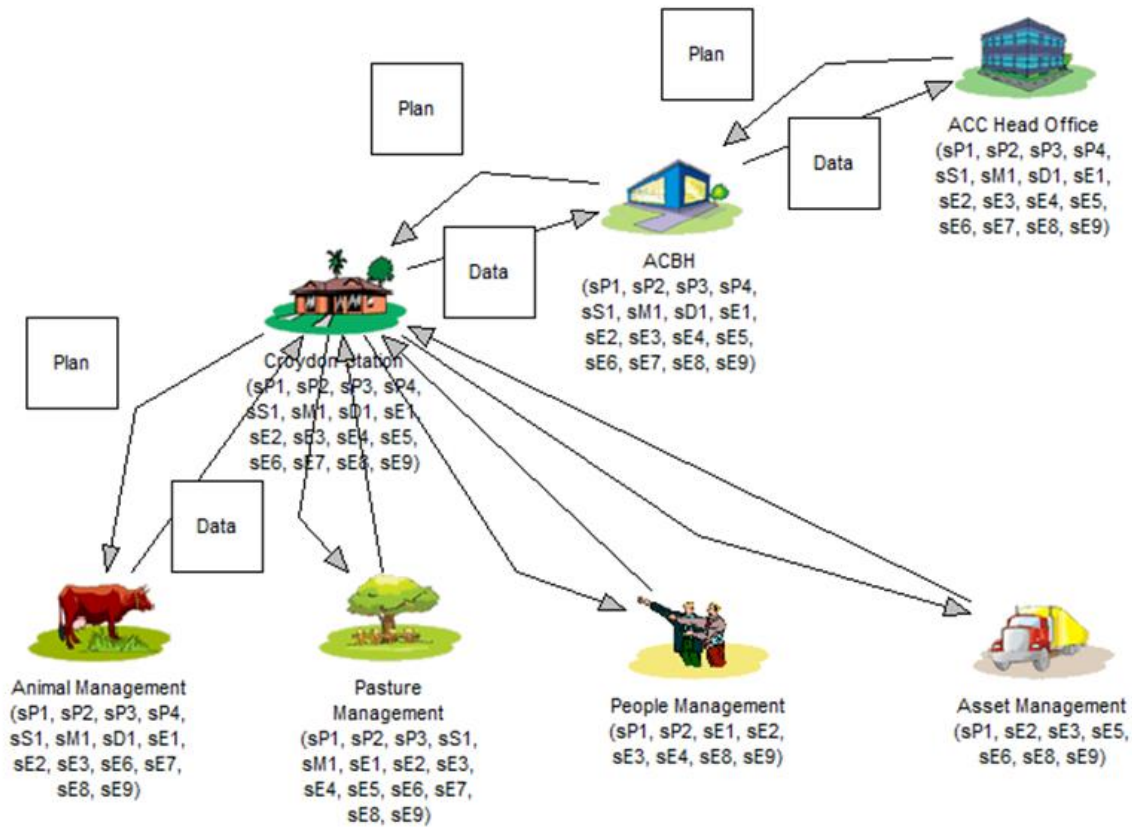 Plan
ACC Head Office
(sP1, sP2, sP3, sP4,
sS1, sM1, sD1, sE1,
sE2, sE3, sE4, sE5,
sE6, sE7, sE8, sE9)
Data
Plan
ACBH
(sP1, sP2, sP3, sP4,
sS1, sM1, sD1, sE1,
sE2, sE3, sE4, sE5,
sE6, sE7, sE8, sE9)
Data
Plan
Croydon Station
(sP1, sP2, sP3, sP4,
sS1, sM1, sD1, sE1,
sE2, sE3, sE4, sE5,
sE6, sE7, sE8, sE9)
Data
Animal Management
(sP1, sP2, sP3, sP4,
sS1, sM1, sD1, sE1,
sE2, sE3, sE6, sE7,
sE8, sE9)
Pasture
Management
(sP1, sP2, sP3, sS1,
sM1, sE1, sE2, sE3,
sE4, sE5, sE6, sE7,
sE8, sE9)
People Management
(sP1, sP2, sE1, sE2,
sE3, sE4, sE8, sE9)
Asset Management
(sP1, sE2, sE3, sE5,
sE6, sE8, sE9)